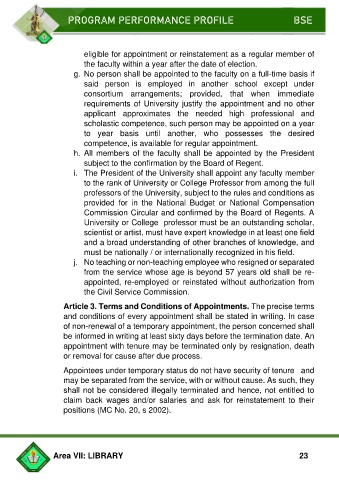 PROGRAM PERFORMANCE PROFILE BSE
eligible for appointment or reinstatement as a regular member of
the faculty within a year after the date of election.
g. No person shall be appointed to the faculty on a full-time basis if
said person is employed in another school except under
consortium arrangements; provided, that when immediate
requirements of University justify the appointment and no other
applicant approximates the needed high professional and
scholastic competence, such person may be appointed on a year
to year basis until another, who possesses the desired
competence, is available for regular appointment.
h. All members of the faculty shall be appointed by the President
subject to the confirmation by the Board of Regent.
i. The President of the University shall appoint any faculty member
to the rank of University or College Professor from among the full
professors of the University, subject to the rules and conditions as
provided for in the National Budget or National Compensation
Commission Circular and confirmed by the Board of Regents. A
University or College professor must be an outstanding scholar,
scientist or artist, must have expert knowledge in at least one field
and a broad understanding of other branches of knowledge, and
must be nationally / or internationally recognized in his field.
j. No teaching or non-teaching employee who resigned or separated
from the service whose age is beyond 57 years old shall be re-
appointed, re-employed or reinstated without authorization from
the Civil Service Commission.
Article 3. Terms and Conditions of Appointments. The precise terms
and conditions of every appointment shall be stated in writing. In case
of non-renewal of a temporary appointment, the person concerned shall
be informed in writing at least sixty days before the termination date. An
appointment with tenure may be terminated only by resignation, death
or removal for cause after due process.
Appointees under temporary status do not have security of tenure and
may be separated from the service, with or without cause. As such, they
shall not be considered illegally terminated and hence, not entitled to
claim back wages and/or salaries and ask for reinstatement to their
positions (MC No. 20, s 2002).
Area VII: LIBRARY 23